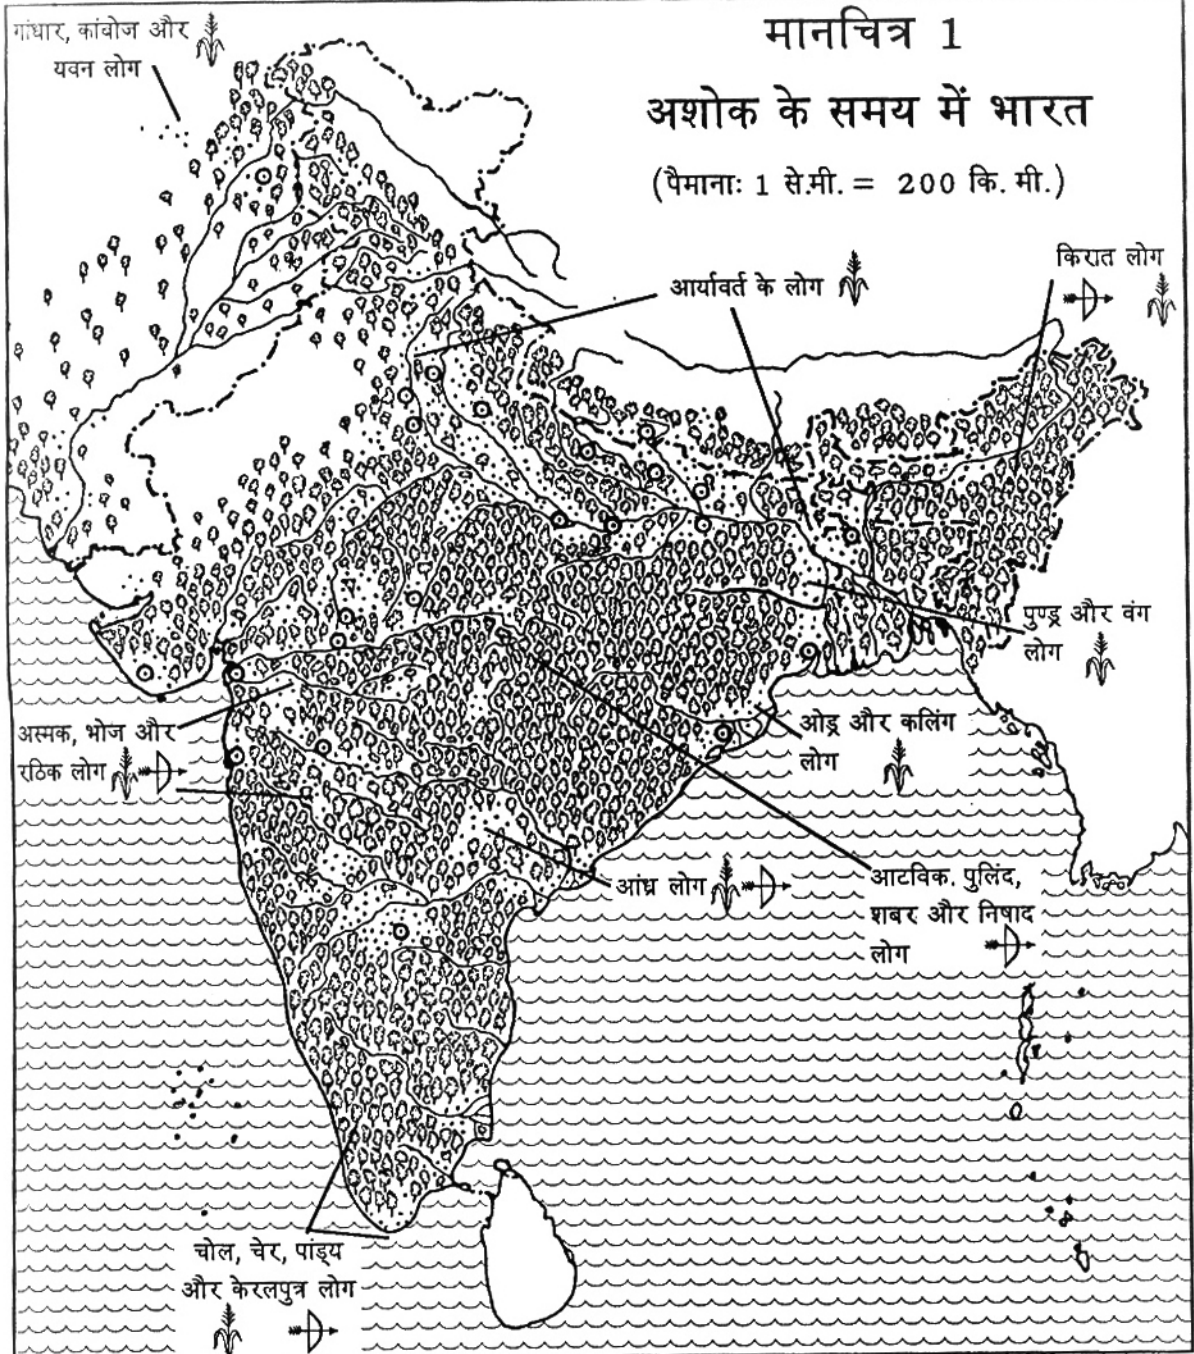 मानचित्र 1
अशोक के समय में भारत
(पैमानाः 1 से.मी. = 200 कि. मी.)
गांधार, कांबोज और
यवन लोग
आर्यावर्त के लोग
किरात लोग
पुण्ड्र और वंग
लोग
अस्मक, भोज और
रठिक लोग
ओड्र और कलिंग
लोग
आंध्र लोग
आटविक. पुलिंद,
शबर और निषाद
लोग
चोल, चेर, पांड्य
और केरलपुत्र लोग